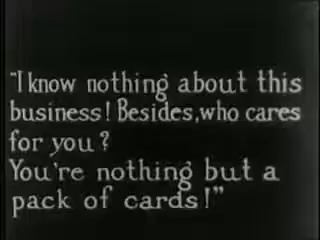 "I know nothing about this
business! Besides,who cares
for you?
You're nothing but a
pack of cards!"